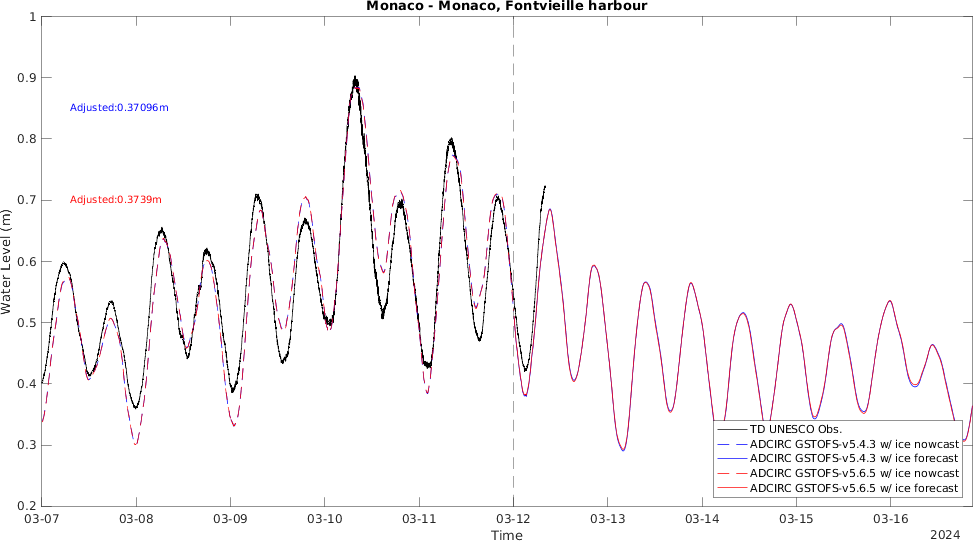 Monaco - Monaco, Fontvieille harbour
1
0.9
0.8
0.7
0.6
0.5
0.4
0.3
0.2
Water Level (m)
Adjusted:0.37096m
Adjusted:0.3739m
TD UNESCO Obs.
ADCIRC GSTOFS-v5.4.3 w/ ice nowcast
ADCIRC GSTOFS-v5.4.3 w/ ice forecast
ADCIRC GSTOFS-v5.6.5 w/ ice nowcast
ADCIRC GSTOFS-v5.6.5 w/ ice forecast
03-07 03-08 03-09 03-10 03-11 03-12 03-13 03-14 03-15 03-16
Time
2024